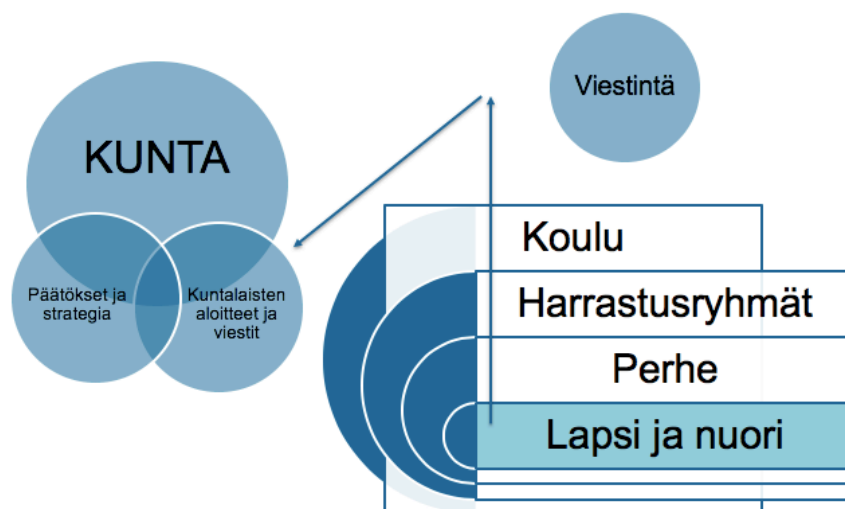 KUNTA
Päätökset ja
strategia
Kuntalaisten
aloitteet ja
viestit
Viestintä
Koulu
Harrastusryhmät
Perhe
Lapsi ja nuori